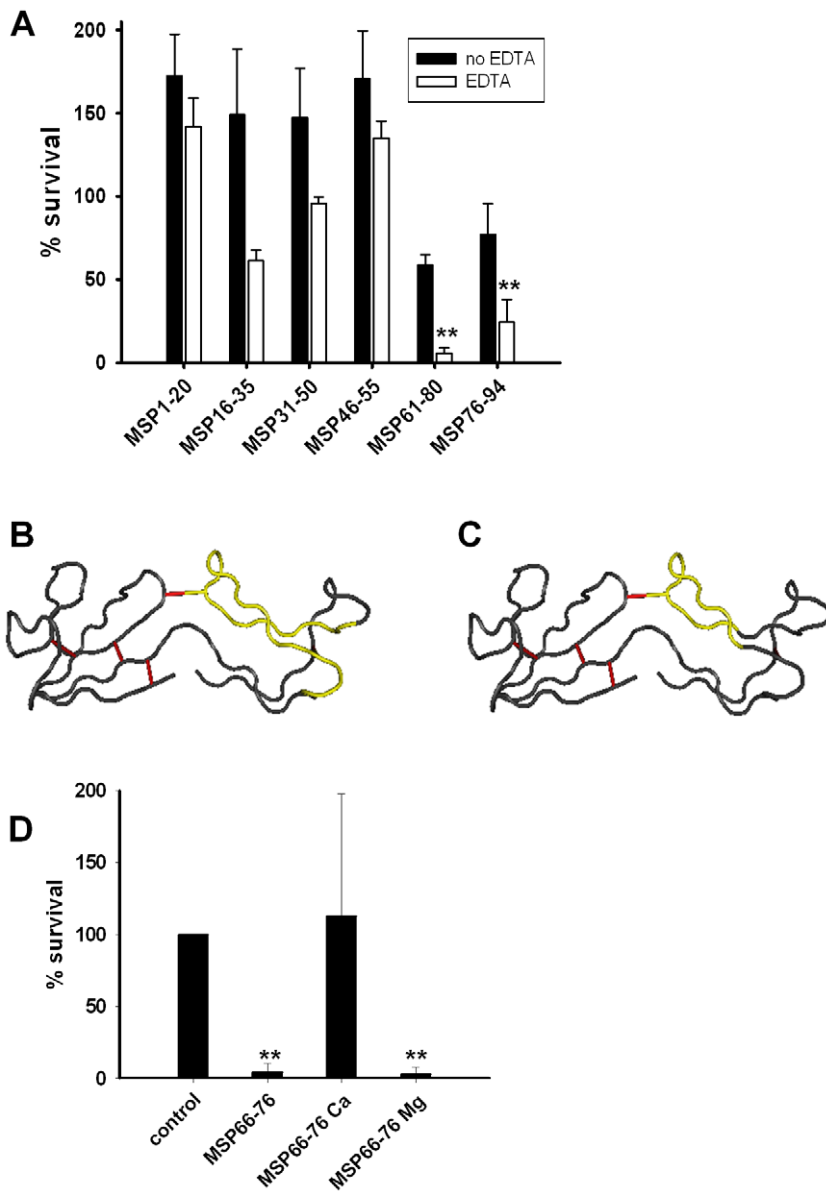 A
200
150
100
50
0
% survival
no EDTA
EDTA
**
**
MSP1-20
MSP16-35
MSP31-50
MSP46-55
MSP61-80
MSP76-94
B
C
D
200
150
100
50
0
% survival
**
**
control
MSP66-76
MSP66-76 Ca
MSP66-76 Mg